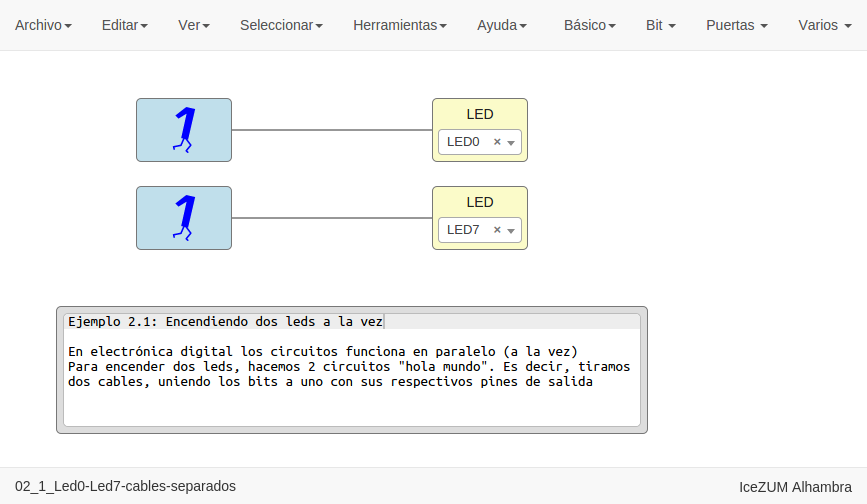 Archivo Editar Ver Seleccionar Herramientas Ayuda Básico Bit Puertas Varios
1 LED
LED0 ×
1 LED
LED7 ×
Ejemplo 2.1: Encendiendo dos leds a la vez
En electrónica digital los circuitos funciona en paralelo (a la vez)
Para encender dos leds, hacemos 2 circuitos "hola mundo". Es decir, tiramos
dos cables, uniendo los bits a uno con sus respectivos pines de salida
02_1_Led0-Led7-cables-separados IceZUM Alhambra